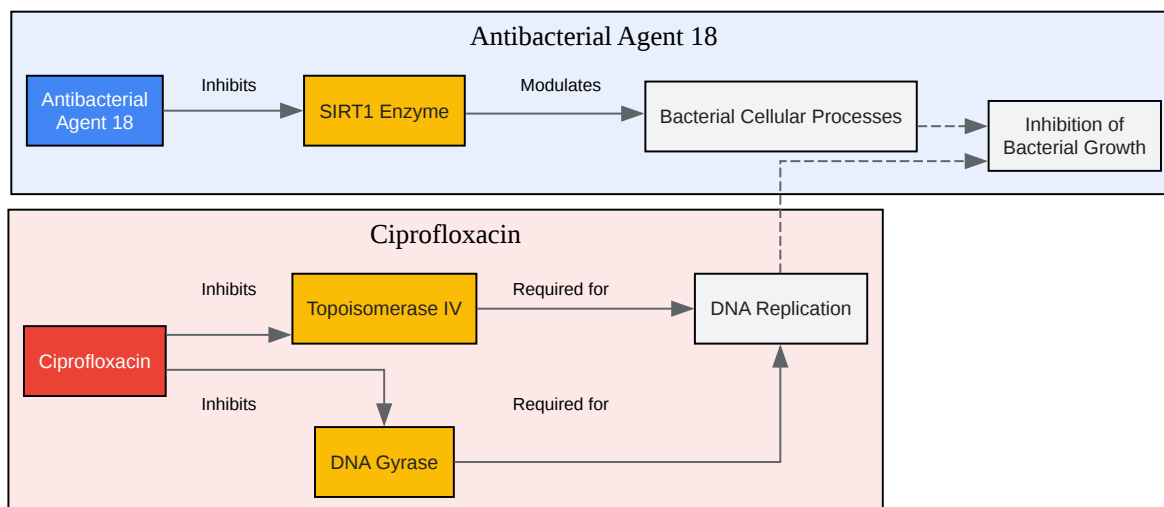 Antibacterial Agent 18
Inhibits
Modulates
Antibacterial
Agent 18
SIRT1 Enzyme
Bacterial Cellular Processes
Inhibition of
Bacterial Growth
Ciprofloxacin
Inhibits
Required for
Topoisomerase IV
DNA Replication
Ciprofloxacin
Inhibits
Required for
DNA Gyrase